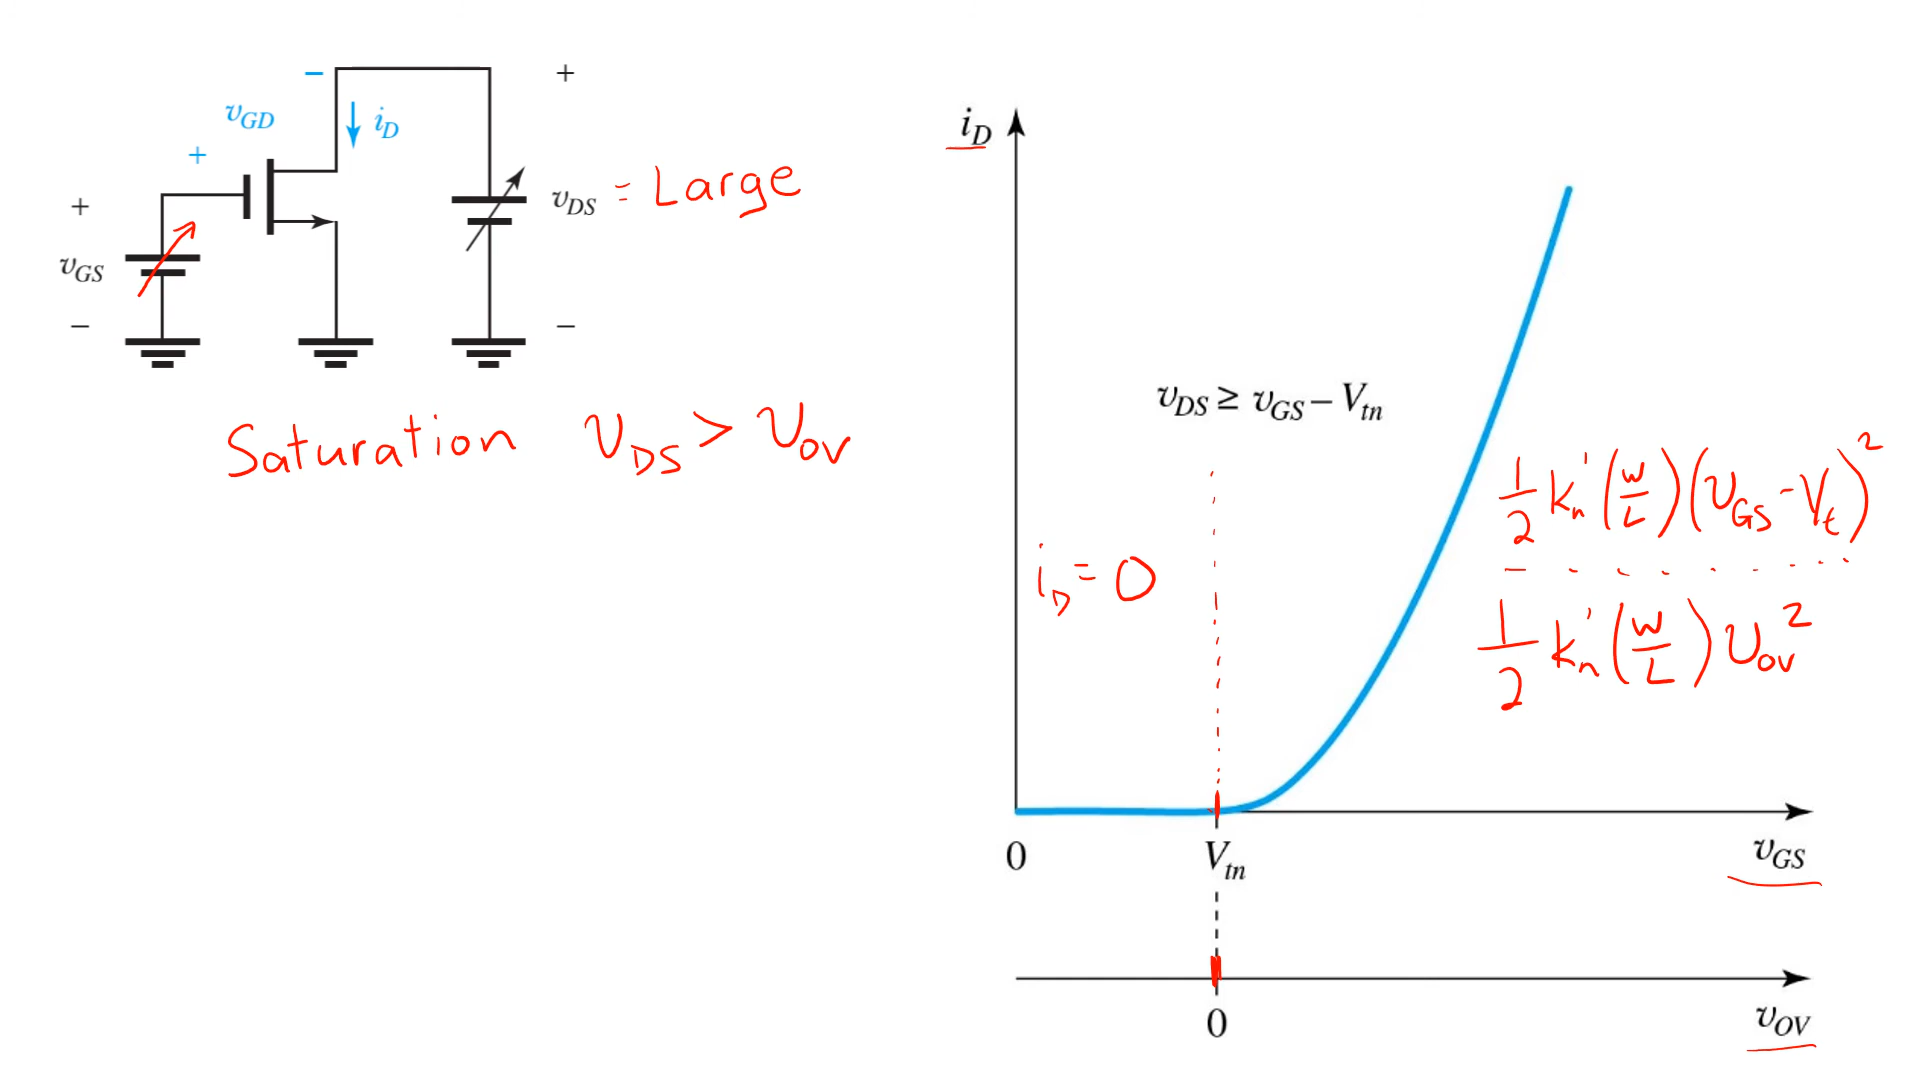 − +
v_GD i_D
+
+
v_GS
−
v_DS = Large
−
Saturation v_DS > v_OV
i_D
v_DS ≥ v_GS − V_tn
i_D = 0
1/2 k_n' (W/L)(v_GS − V_t)^2
1/2 k_n' (W/L) v_OV^2
0 V_tn v_GS
0 v_OV